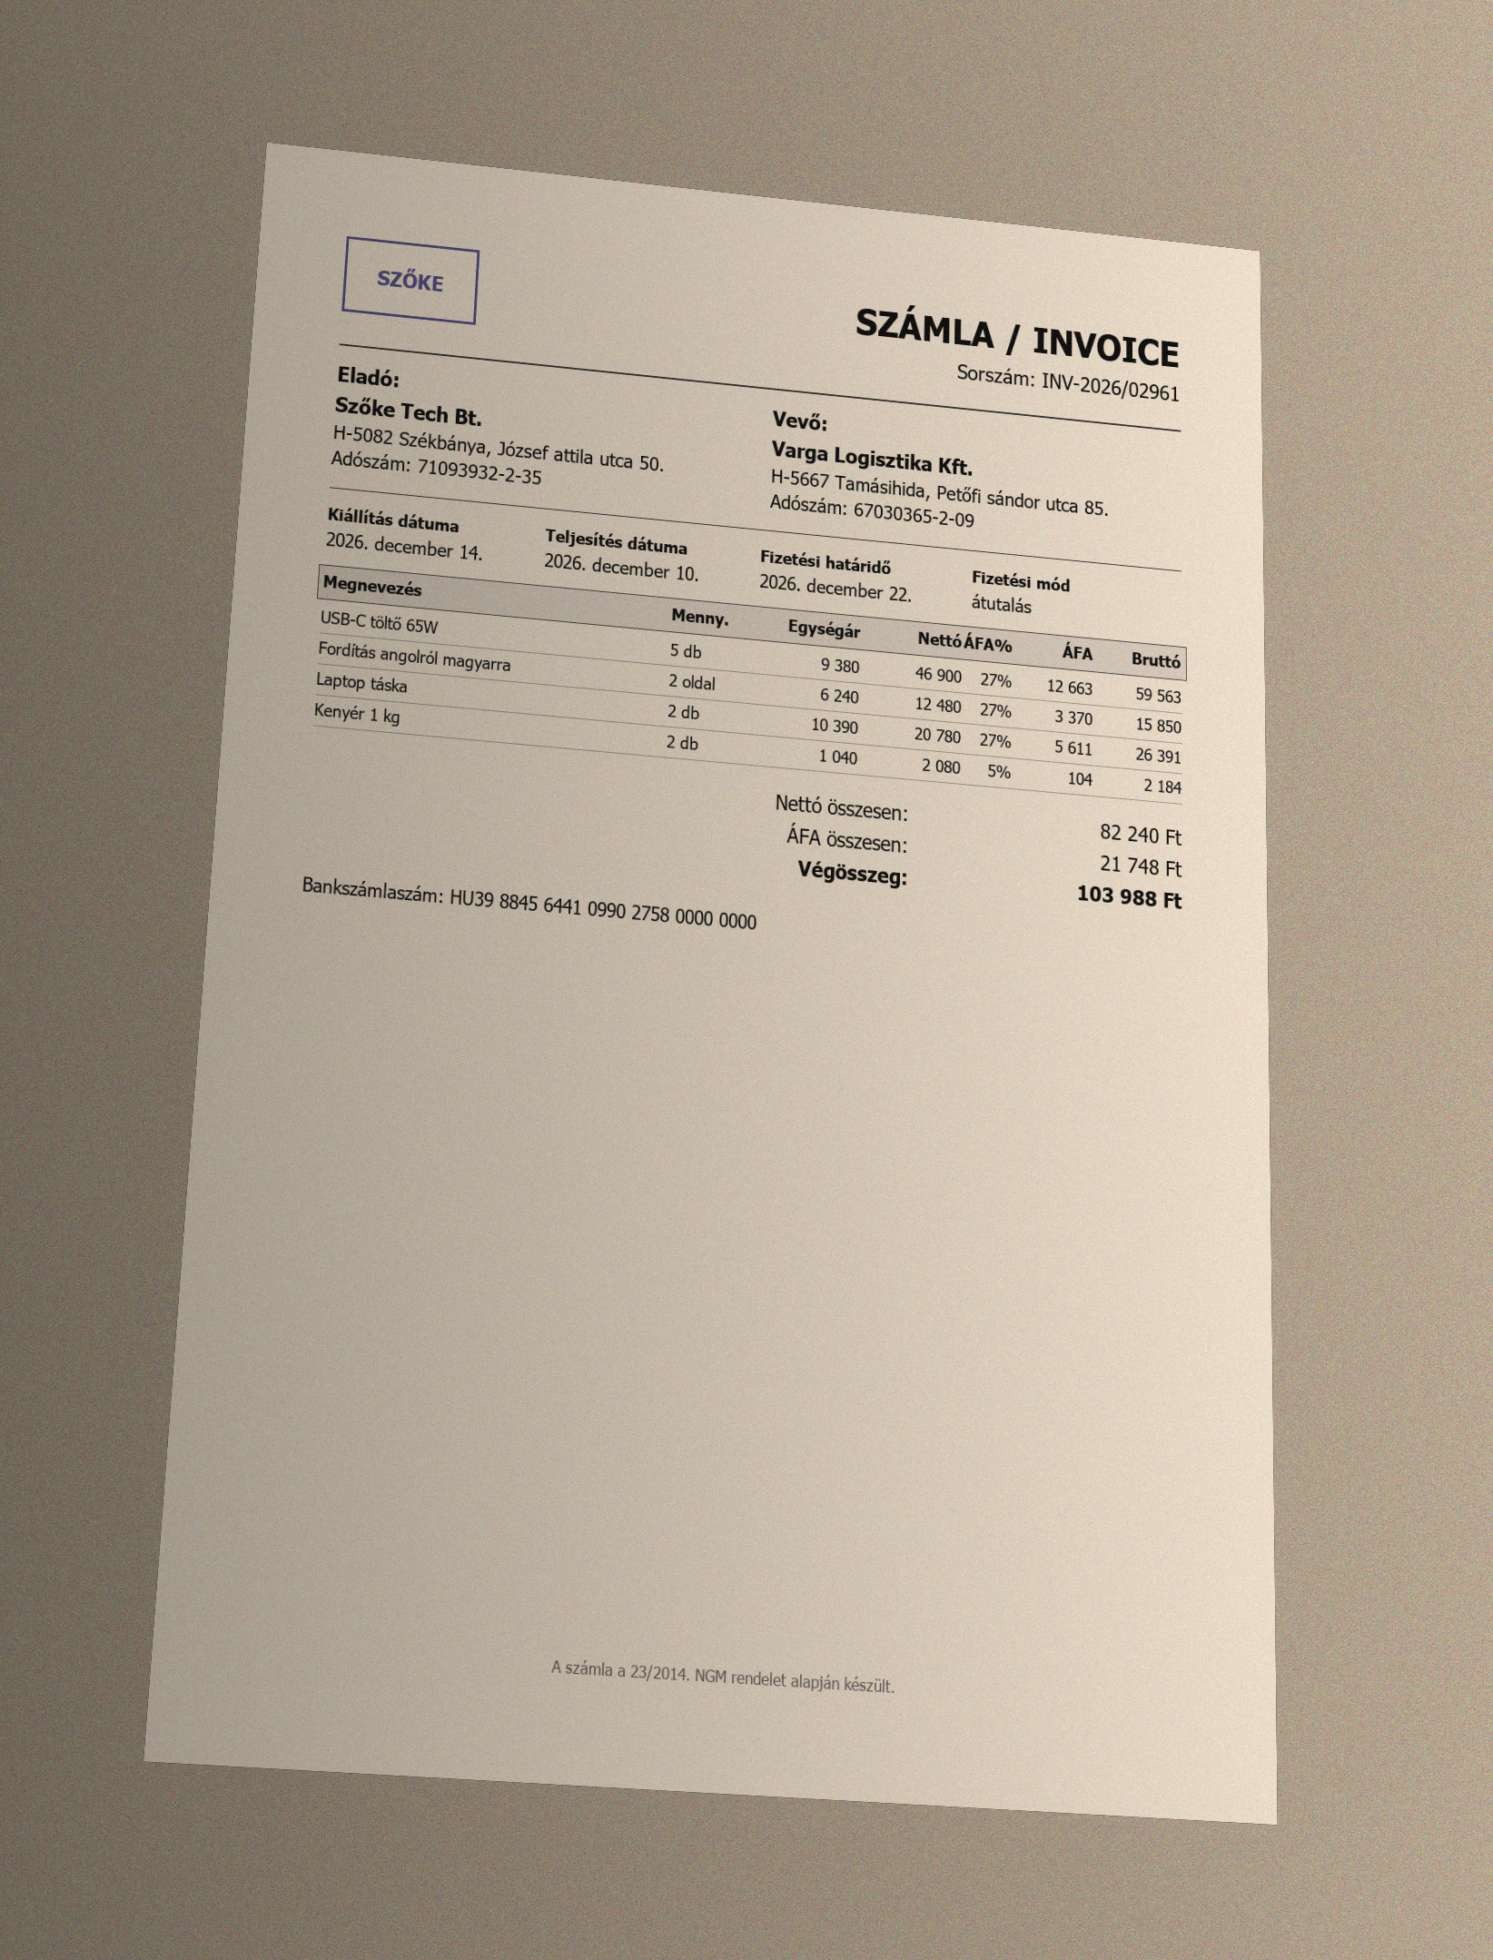 SZŐKE
SZÁMLA / INVOICE
Sorszám: INV-2026/02961
Eladó:
Szőke Tech Bt.
H-5082 Székbánya, József attila utca 50.
Adószám: 71093932-2-35
Vevő:
Varga Logisztika Kft.
H-5667 Tamásihida, Petőfi sándor utca 85.
Adószám: 67030365-2-09
Kiállítás dátuma
2026. december 14.
Teljesítés dátuma
2026. december 10.
Fizetési határidő
2026. december 22.
Fizetési mód
átutalás
Megnevezés Menny. Egységár Nettó ÁFA% ÁFA Bruttó
USB-C töltő 65W 5 db 9 380 46 900 27% 12 663 59 563
Fordítás angolról magyarra 2 oldal 6 240 12 480 27% 3 370 15 850
Laptop táska 2 db 10 390 20 780 27% 5 611 26 391
Kenyér 1 kg 2 db 1 040 2 080 5% 104 2 184
Nettó összesen: 82 240 Ft
ÁFA összesen: 21 748 Ft
Végösszeg: 103 988 Ft
Bankszámlaszám: HU39 8845 6441 0990 2758 0000 0000
A számla a 23/2014. NGM rendelet alapján készült.